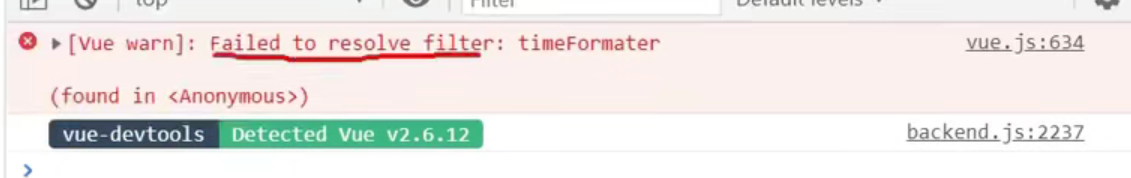 top
Filter
Default levels
[Vue warn]: Failed to resolve filter: timeFormater vue.js:634
(found in <Anonymous>)
vue-devtools Detected Vue v2.6.12 backend.js:2237